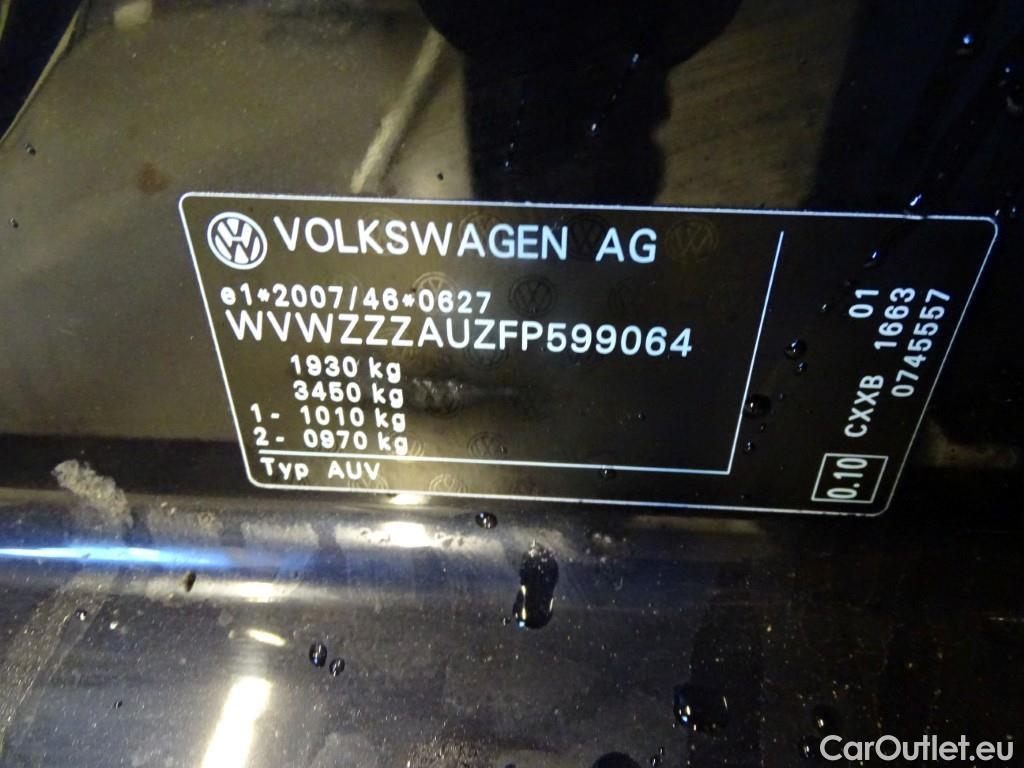 VOLKSWAGEN AG
e1*2007/46*0627
WVWZZZAUZFP599064
1930 kg
3450 kg
1- 1010 kg
2- 0970 kg
Typ AUV
01
CXXB 1663
0.10 0745557
CarOutlet.eu